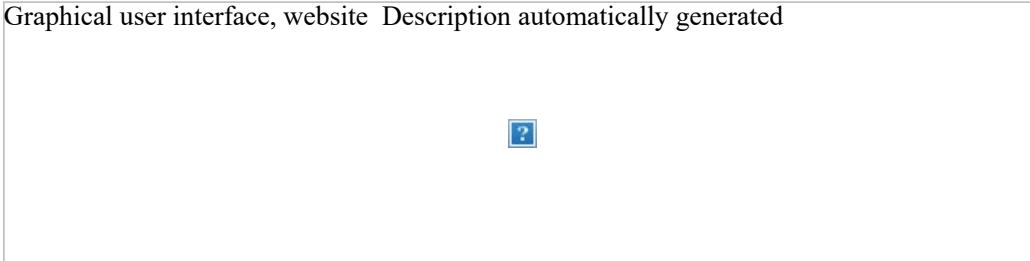 Graphical user interface, website  Description automatically generated
?